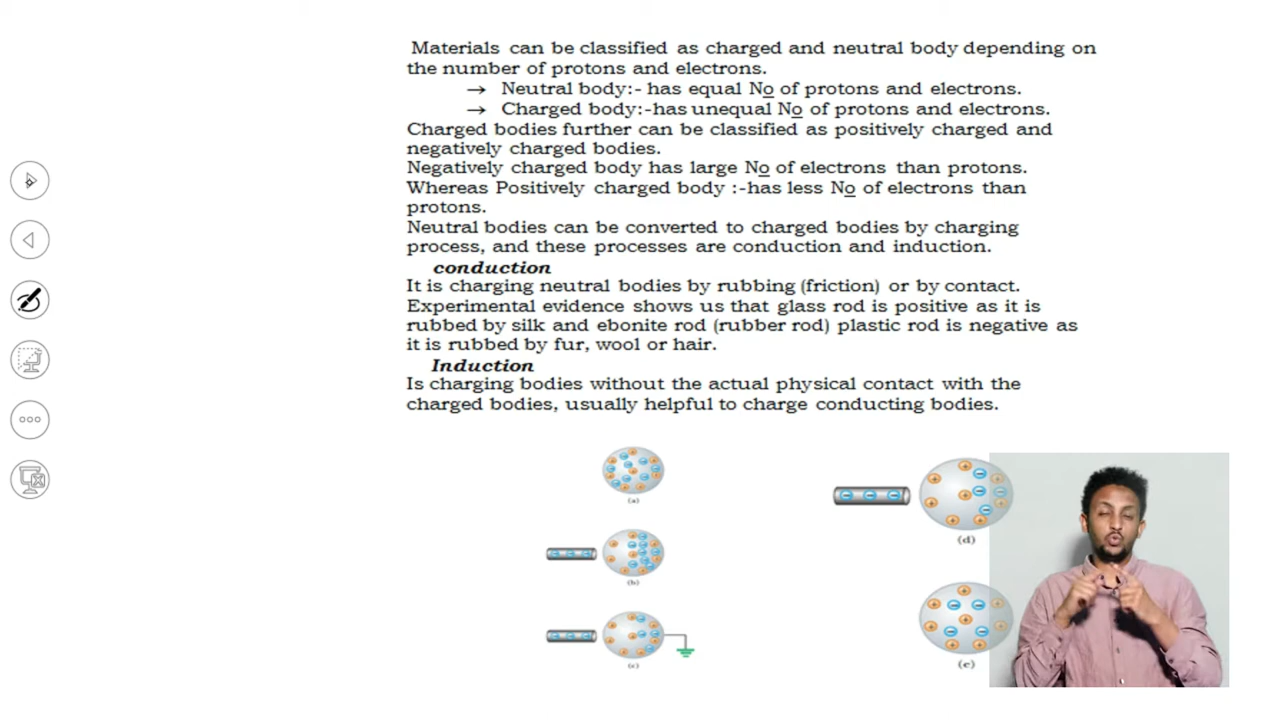 Materials can be classified as charged and neutral body depending on
the number of protons and electrons.
→ Neutral body:- has equal No of protons and electrons.
→ Charged body:-has unequal No of protons and electrons.
Charged bodies further can be classified as positively charged and
negatively charged bodies.
Negatively charged body has large No of electrons than protons.
Whereas Positively charged body :-has less No of electrons than
protons.
Neutral bodies can be converted to charged bodies by charging
process, and these processes are conduction and induction.
conduction
It is charging neutral bodies by rubbing (friction) or by contact.
Experimental evidence shows us that glass rod is positive as it is
rubbed by silk and ebonite rod (rubber rod) plastic rod is negative as
it is rubbed by fur, wool or hair.
Induction
Is charging bodies without the actual physical contact with the
charged bodies, usually helpful to charge conducting bodies.
(a)
(b)
(c)
(d)
(e)